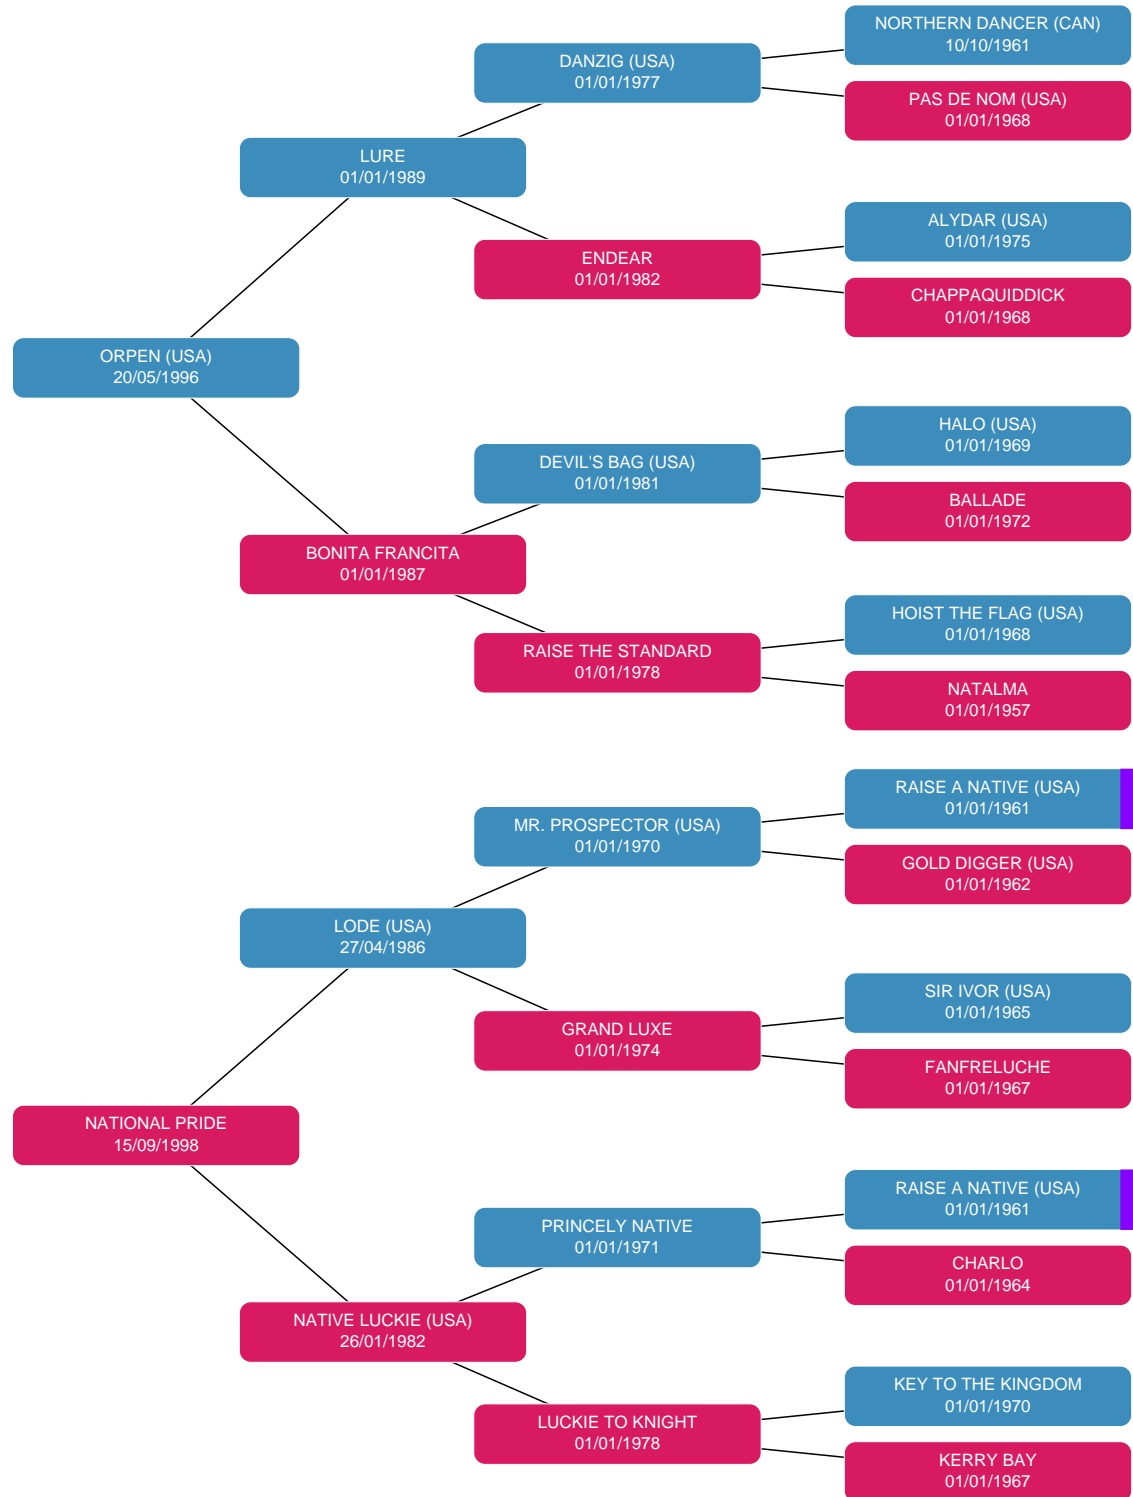 NORTHERN DANCER (CAN)
10/10/1961
DANZIG (USA)
01/01/1977
PAS DE NOM (USA)
01/01/1968
LURE
01/01/1989
ALYDAR (USA)
01/01/1975
ENDEAR
01/01/1982
CHAPPAQUIDDICK
01/01/1968
ORPEN (USA)
20/05/1996
HALO (USA)
01/01/1969
DEVIL'S BAG (USA)
01/01/1981
BALLADE
01/01/1972
BONITA FRANCITA
01/01/1987
HOIST THE FLAG (USA)
01/01/1968
RAISE THE STANDARD
01/01/1978
NATALMA
01/01/1957
RAISE A NATIVE (USA)
01/01/1961
MR. PROSPECTOR (USA)
01/01/1970
GOLD DIGGER (USA)
01/01/1962
LODE (USA)
27/04/1986
SIR IVOR (USA)
01/01/1965
GRAND LUXE
01/01/1974
FANFRELUCHE
01/01/1967
NATIONAL PRIDE
15/09/1998
RAISE A NATIVE (USA)
01/01/1961
PRINCELY NATIVE
01/01/1971
CHARLO
01/01/1964
NATIVE LUCKIE (USA)
26/01/1982
KEY TO THE KINGDOM
01/01/1970
LUCKIE TO KNIGHT
01/01/1978
KERRY BAY
01/01/1967